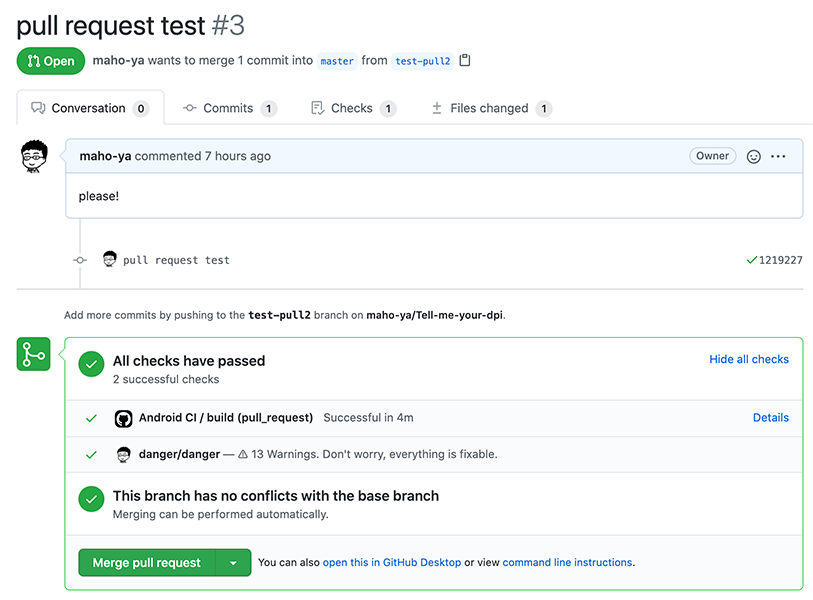 pull request test #3
Open maho-ya wants to merge 1 commit into master from test-pull2
Conversation 0 Commits 1 Checks 1 Files changed 1
maho-ya commented 7 hours ago Owner
please!
pull request test 1219227
Add more commits by pushing to the test-pull2 branch on maho-ya/Tell-me-your-dpi.
All checks have passed Hide all checks
2 successful checks
Android CI / build (pull_request) Successful in 4m Details
danger/danger — ⚠ 13 Warnings. Don't worry, everything is fixable.
This branch has no conflicts with the base branch
Merging can be performed automatically.
Merge pull request You can also open this in GitHub Desktop or view command line instructions.